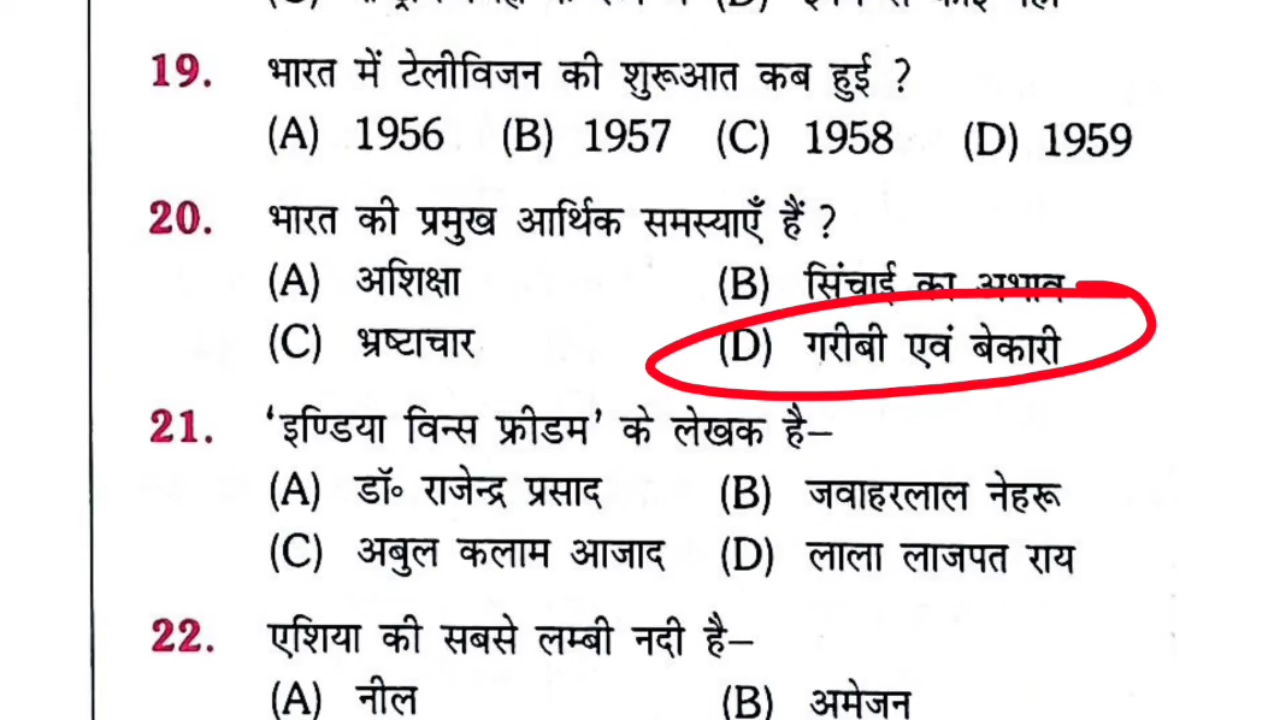 19. भारत में टेलीविजन की शुरूआत कब हुई ?
(A) 1956 (B) 1957 (C) 1958 (D) 1959
20. भारत की प्रमुख आर्थिक समस्याएँ हैं ?
(A) अशिक्षा (B) सिंचाई का अभाव
(C) भ्रष्टाचार (D) गरीबी एवं बेकारी
21. ‘इण्डिया विन्स फ्रीडम’ के लेखक है–
(A) डॉ॰ राजेन्द्र प्रसाद (B) जवाहरलाल नेहरू
(C) अबुल कलाम आजाद (D) लाला लाजपत राय
22. एशिया की सबसे लम्बी नदी है–
(A) नील (B) अमेजन